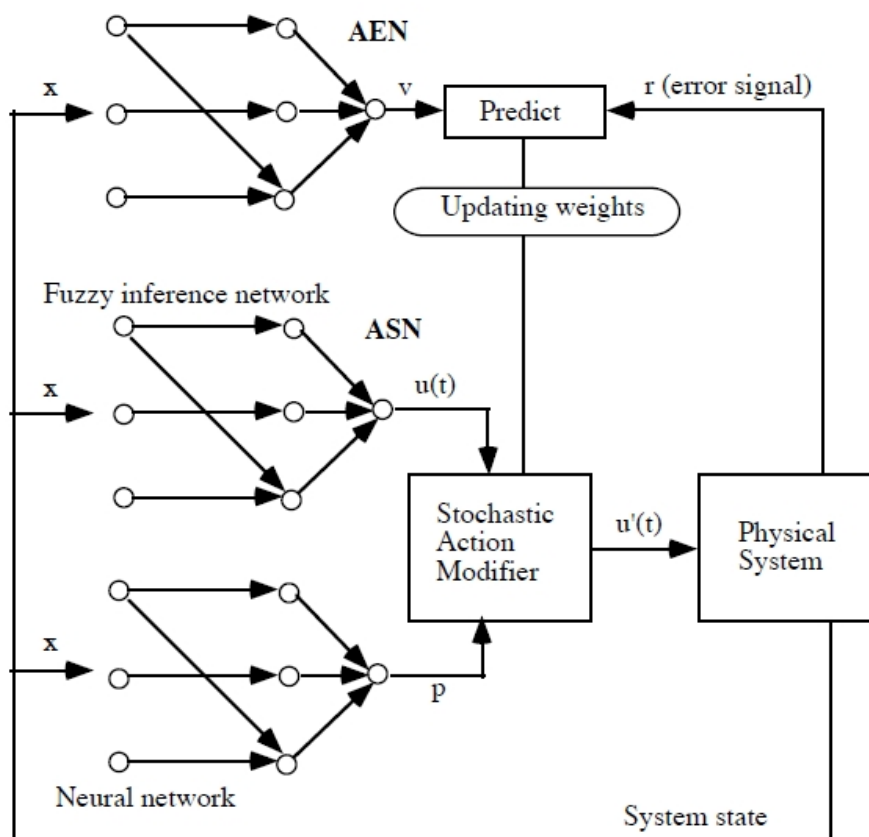 AEN
x
v
Predict
r (error signal)
Updating weights
Fuzzy inference network
ASN
x
u(t)
Stochastic
Action
Modifier
u'(t)
Physical
System
x
p
Neural network
System state